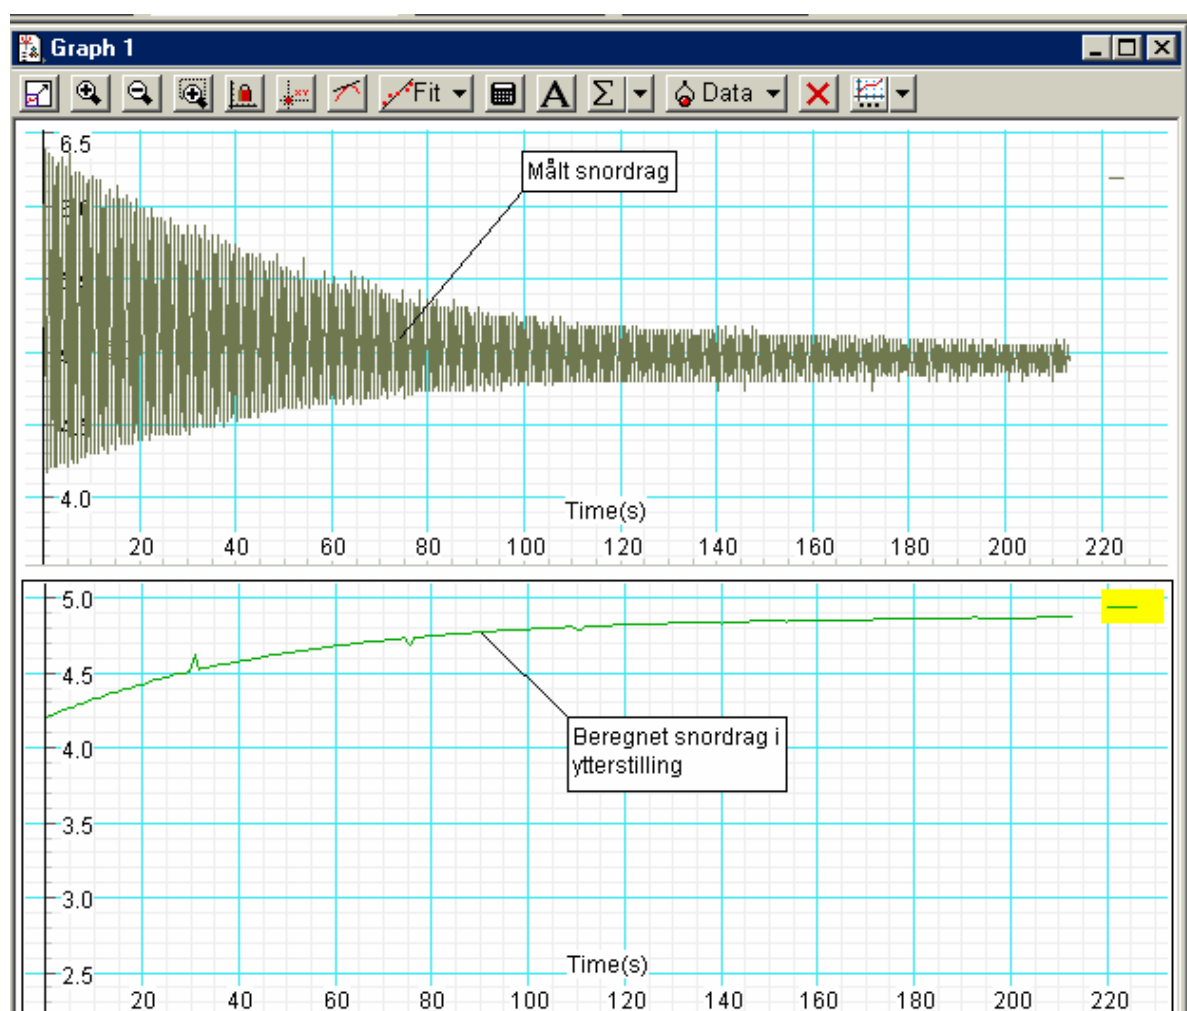 Graph 1
Fit
A
Σ
Data
6.5
Målt snordrag
4.0
Time(s)
20 40 60 80 100 120 140 160 180 200 220
5.0
4.5
Beregnet snordrag i
ytterstilling
4.0
3.5
3.0
Time(s)
2.5
20 40 60 80 100 120 140 160 180 200 220